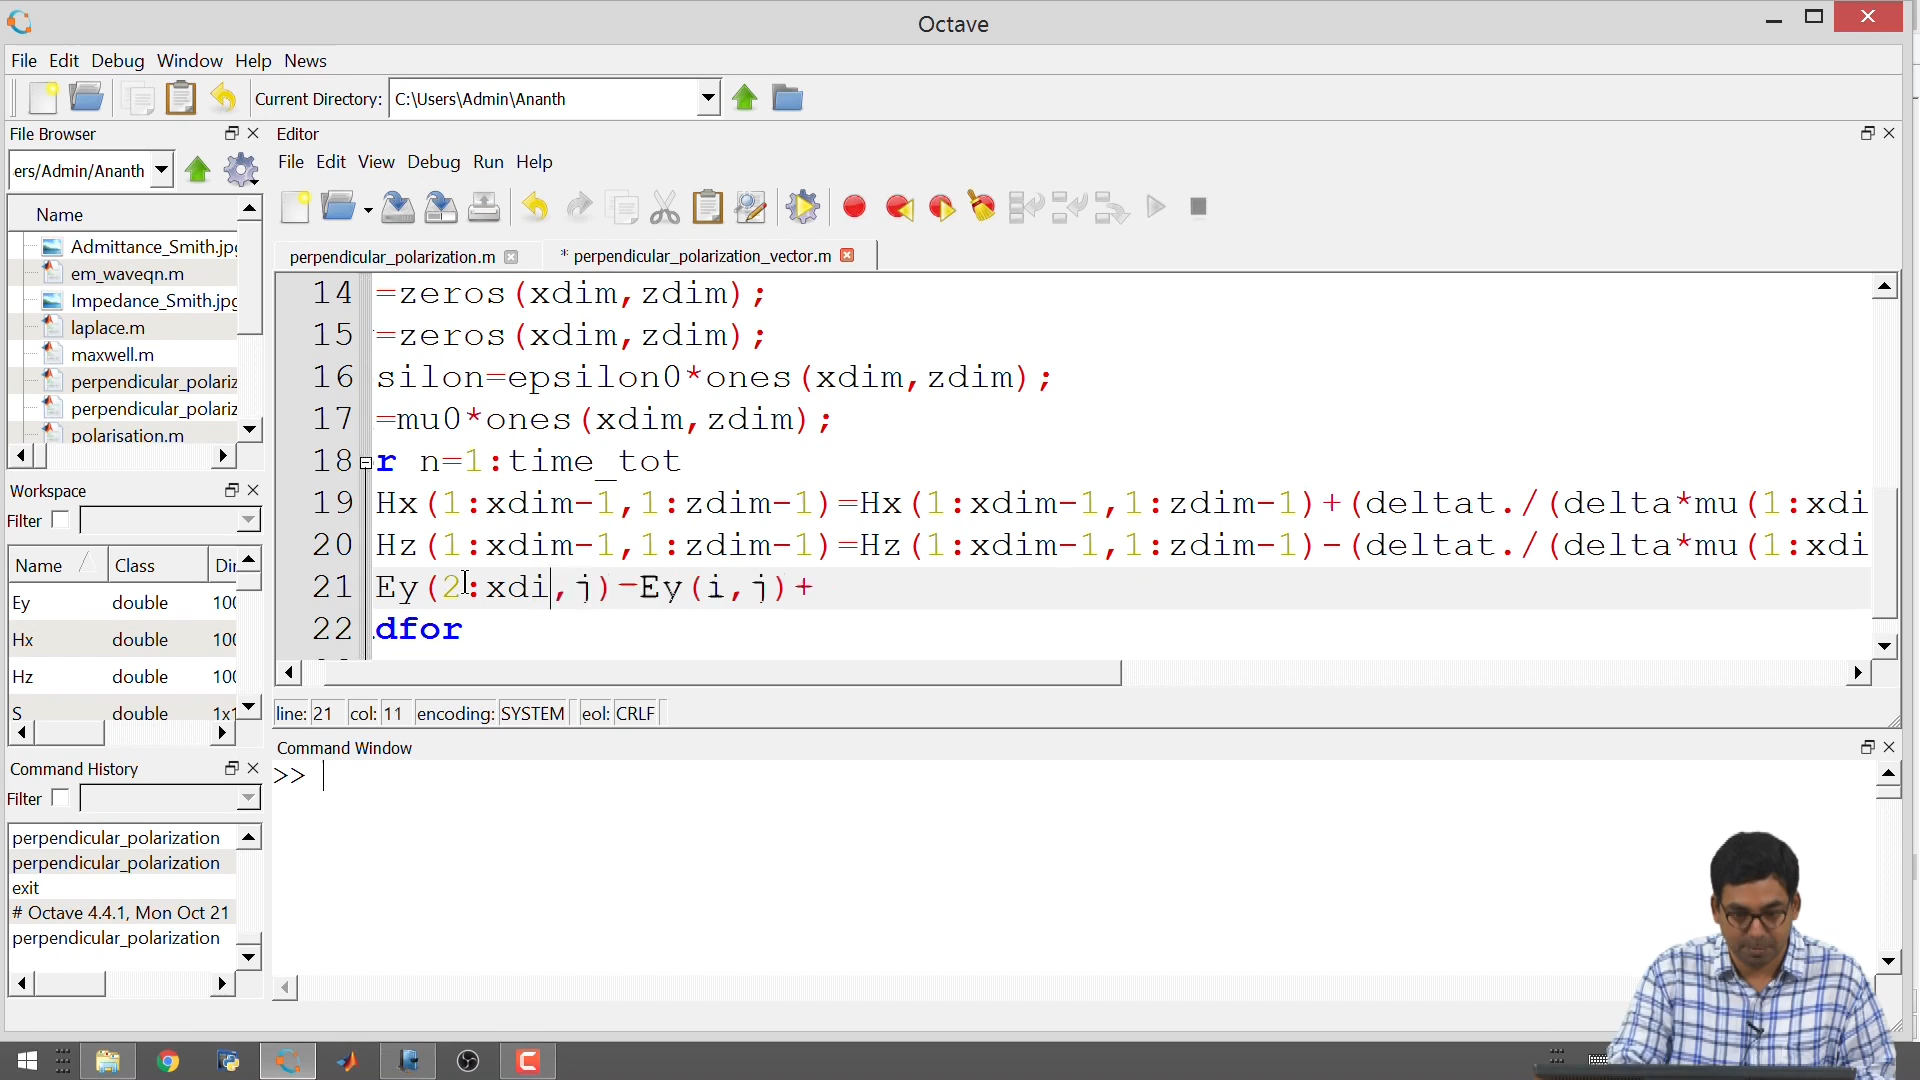 Octave
File Edit Debug Window Help News
Current Directory: C:\Users\Admin\Ananth
File Browser
ers/Admin/Ananth
Name
Admittance_Smith.jpg
em_waveqn.m
Impedance_Smith.jpg
laplace.m
maxwell.m
perpendicular_polariz
perpendicular_polariz
polarisation.m
Workspace
Filter
Name Class Dir
Ey double 100
Hx double 100
Hz double 100
S double 1x1
Command History
Filter
perpendicular_polarization
perpendicular_polarization
exit
# Octave 4.4.1, Mon Oct 21
perpendicular_polarization
Editor
File Edit View Debug Run Help
perpendicular_polarization.m
* perpendicular_polarization_vector.m
14 =zeros(xdim,zdim);
15 =zeros(xdim,zdim);
16 silon=epsilon0*ones(xdim,zdim);
17 =mu0*ones(xdim,zdim);
18 r n=1:time_tot
19 Hx(1:xdim-1,1:zdim-1)=Hx(1:xdim-1,1:zdim-1)+(deltat./(delta*mu(1:xdi
20 Hz(1:xdim-1,1:zdim-1)=Hz(1:xdim-1,1:zdim-1)-(deltat./(delta*mu(1:xdi
21 Ey(2:xdi,j)-Ey(i,j)+
22 dfor
line: 21 col: 11 encoding: SYSTEM eol: CRLF
Command Window
>>